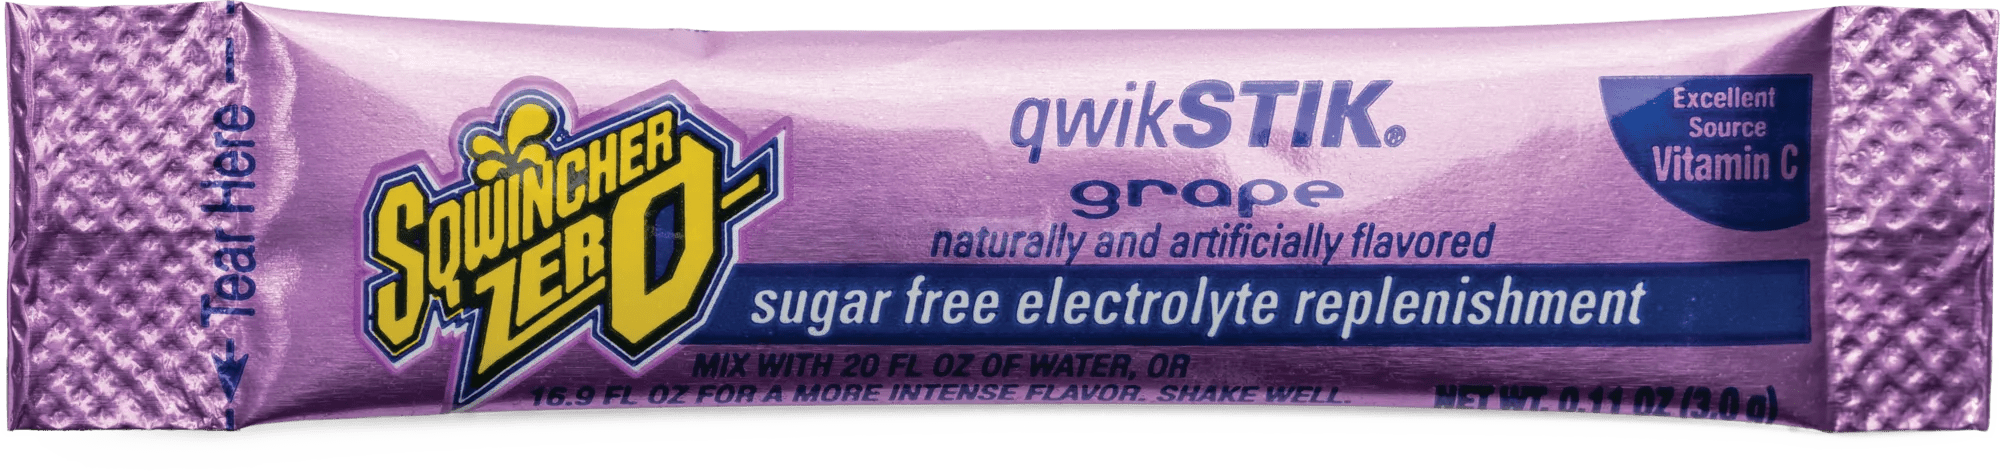 Tear Here
SQWINCHER
ZERO
qwikSTIK®
grape
naturally and artificially flavored
sugar free electrolyte replenishment
MIX WITH 20 FL OZ OF WATER, OR
16.9 FL OZ FOR A MORE INTENSE FLAVOR. SHAKE WELL.
Excellent
Source
Vitamin C
NET WT. 0.11 OZ (3.0 g)